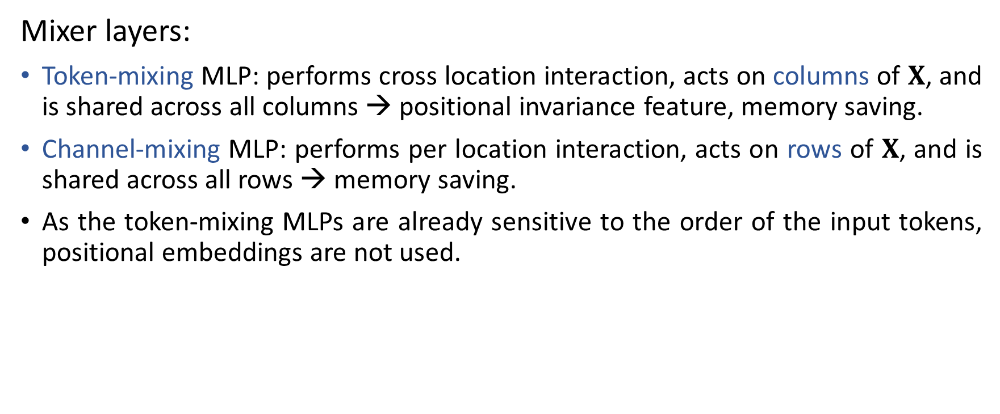 Mixer layers:
• Token-mixing MLP: performs cross location interaction, acts on columns of X, and
is shared across all columns → positional invariance feature, memory saving.
• Channel-mixing MLP: performs per location interaction, acts on rows of X, and is
shared across all rows → memory saving.
• As the token-mixing MLPs are already sensitive to the order of the input tokens,
positional embeddings are not used.